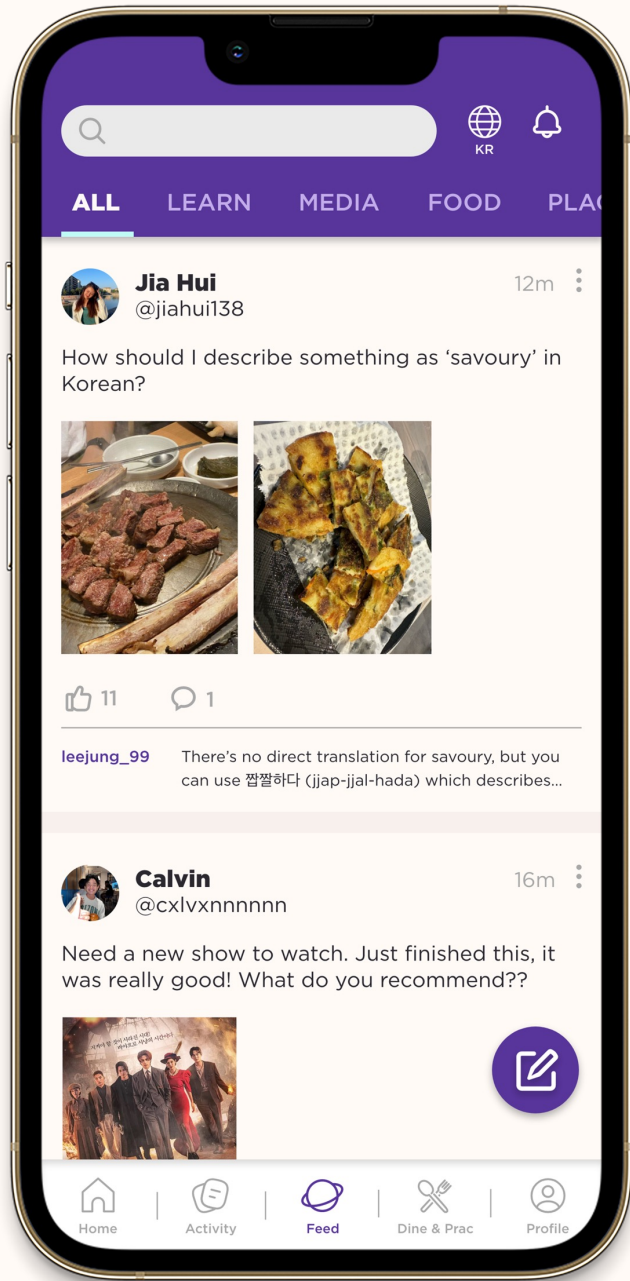 KR
ALL LEARN MEDIA FOOD PLAC
Jia Hui
12m
@jiahui138
How should I describe something as ‘savoury’ in
Korean?
11
1
leejung_99
There’s no direct translation for savoury, but you
can use 짭짤하다 (jjap-jjal-hada) which describes...
Calvin
16m
@cxlvxnnnnnn
Need a new show to watch. Just finished this, it
was really good! What do you recommend??
Home
Activity
Feed
Dine & Prac
Profile